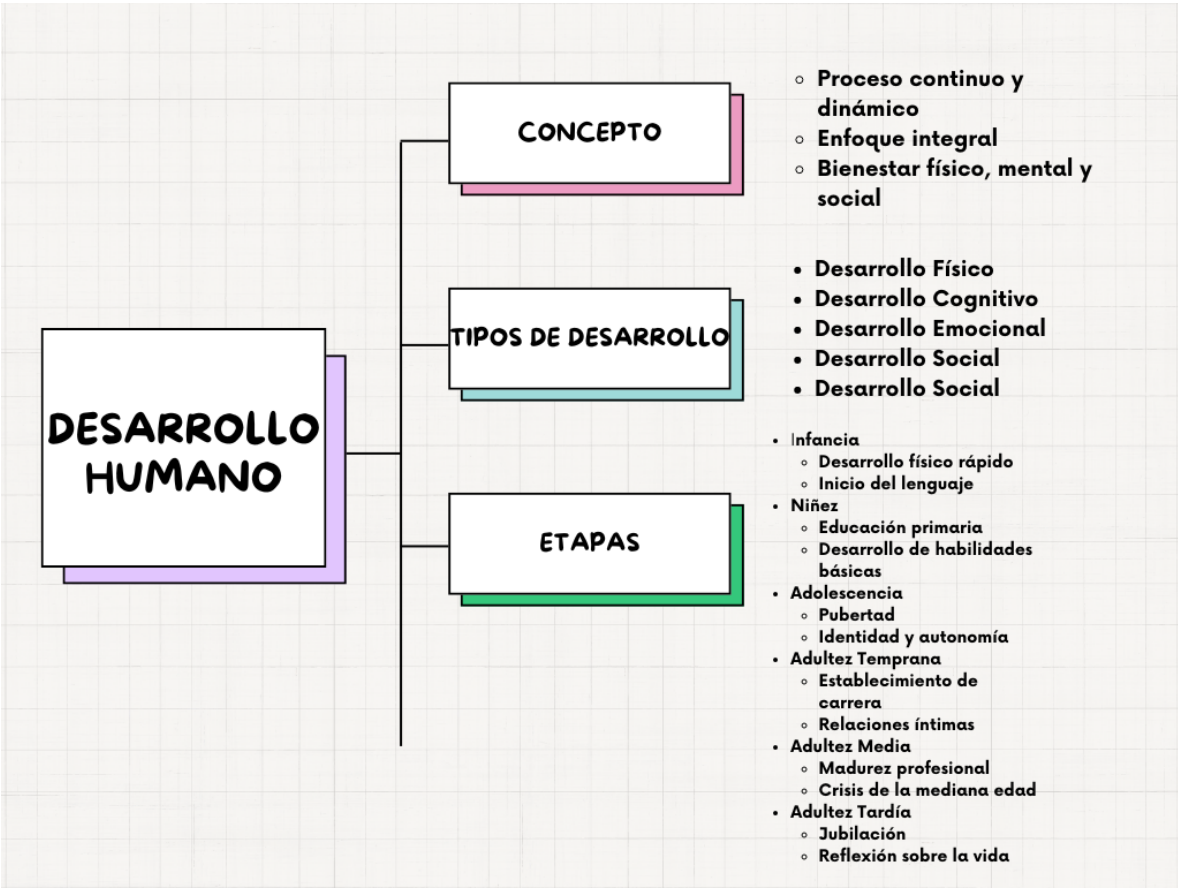 DESARROLLO
HUMANO
CONCEPTO
Proceso continuo y
dinámico
Enfoque integral
Bienestar físico, mental y
social
TIPOS DE DESARROLLO
Desarrollo Físico
Desarrollo Cognitivo
Desarrollo Emocional
Desarrollo Social
Desarrollo Social
ETAPAS
Infancia
Desarrollo físico rápido
Inicio del lenguaje
Niñez
Educación primaria
Desarrollo de habilidades
básicas
Adolescencia
Pubertad
Identidad y autonomía
Adultez Temprana
Establecimiento de
carrera
Relaciones íntimas
Adultez Media
Madurez profesional
Crisis de la mediana edad
Adultez Tardía
Jubilación
Reflexión sobre la vida